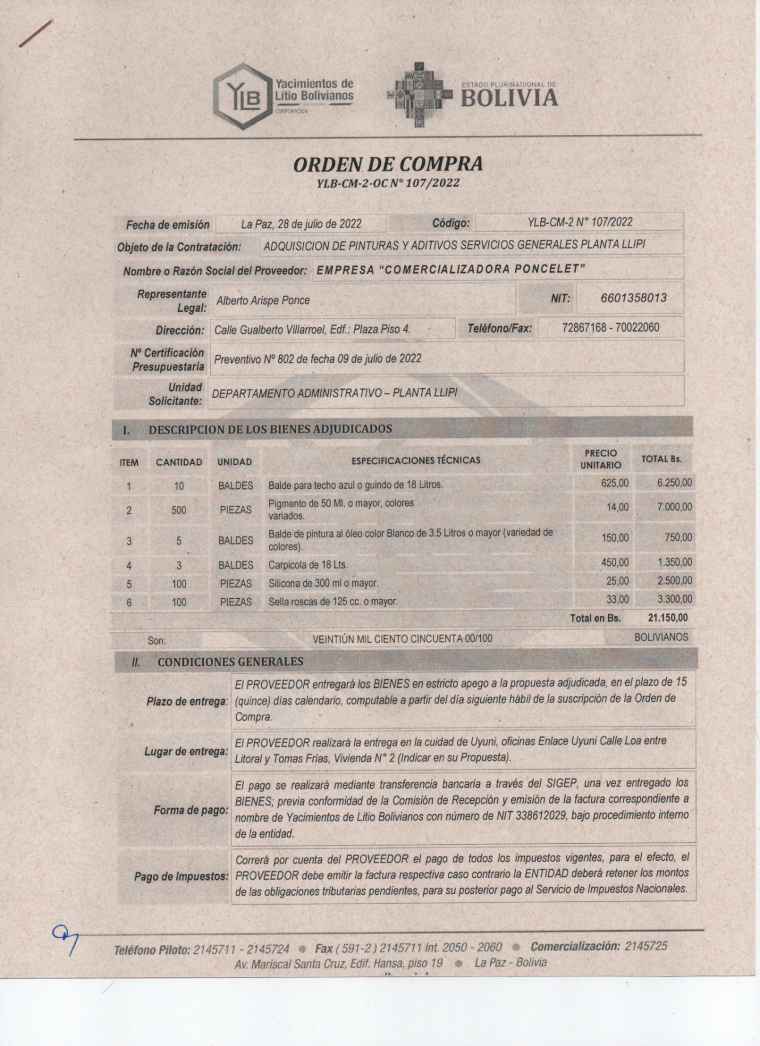 YLB
Yacimientos de
Litio Bolivianos
CORPORACIÓN
ESTADO PLURINACIONAL DE
BOLIVIA
ORDEN DE COMPRA
YLB-CM-2-OC N° 107/2022
Fecha de emisión La Paz, 28 de julio de 2022 Código: YLB-CM-2 N° 107/2022
Objeto de la Contratación: ADQUISICION DE PINTURAS Y ADITIVOS SERVICIOS GENERALES PLANTA LLIPI
Nombre o Razón Social del Proveedor: EMPRESA "COMERCIALIZADORA PONCELET"
Representante
Legal: Alberto Arispe Ponce NIT: 6601358013
Dirección: Calle Gualberto Villarroel, Edf.: Plaza Piso 4. Teléfono/Fax: 72867168 - 70022060
Nº Certificación
Presupuestaria Preventivo Nº 802 de fecha 09 de julio de 2022
Unidad
Solicitante: DEPARTAMENTO ADMINISTRATIVO – PLANTA LLIPI
I. DESCRIPCION DE LOS BIENES ADJUDICADOS
ITEM CANTIDAD UNIDAD ESPECIFICACIONES TÉCNICAS PRECIO UNITARIO TOTAL Bs.
1 10 BALDES Balde para techo azul o guindo de 18 Litros. 625,00 6.250,00
2 500 PIEZAS Pigmento de 50 Ml. o mayor, colores
variados. 14,00 7.000,00
3 5 BALDES Balde de pintura al óleo color Blanco de 3.5 Litros o mayor (variedad de
colores). 150,00 750,00
4 3 BALDES Carpicola de 18 Lts. 450,00 1.350,00
5 100 PIEZAS Silicona de 300 ml o mayor. 25,00 2.500,00
6 100 PIEZAS Sella roscas de 125 cc. o mayor. 33,00 3.300,00
Total en Bs. 21.150,00
Son: VEINTIÚN MIL CIENTO CINCUENTA 00/100 BOLIVIANOS
II. CONDICIONES GENERALES
Plazo de entrega: El PROVEEDOR entregará los BIENES en estricto apego a la propuesta adjudicada, en el plazo de 15
(quince) días calendario, computable a partir del día siguiente hábil de la suscripción de la Orden de
Compra.
Lugar de entrega: El PROVEEDOR realizará la entrega en la cuidad de Uyuni, oficinas Enlace Uyuni Calle Loa entre
Litoral y Tomas Frías, Vivienda N° 2 (Indicar en su Propuesta).
Forma de pago: El pago se realizará mediante transferencia bancaria a través del SIGEP, una vez entregado los
BIENES; previa conformidad de la Comisión de Recepción y emisión de la factura correspondiente a
nombre de Yacimientos de Litio Bolivianos con número de NIT 338612029, bajo procedimiento interno
de la entidad.
Pago de Impuestos: Correrá por cuenta del PROVEEDOR el pago de todos los impuestos vigentes, para el efecto, el
PROVEEDOR debe emitir la factura respectiva caso contrario la ENTIDAD deberá retener los montos
de las obligaciones tributarias pendientes, para su posterior pago al Servicio de Impuestos Nacionales.
Teléfono Piloto: 2145711 - 2145724 Fax ( 591-2 ) 2145711 Int. 2050 - 2060 Comercialización: 2145725
Av. Mariscal Santa Cruz, Edif. Hansa, piso 19 La Paz - Bolivia